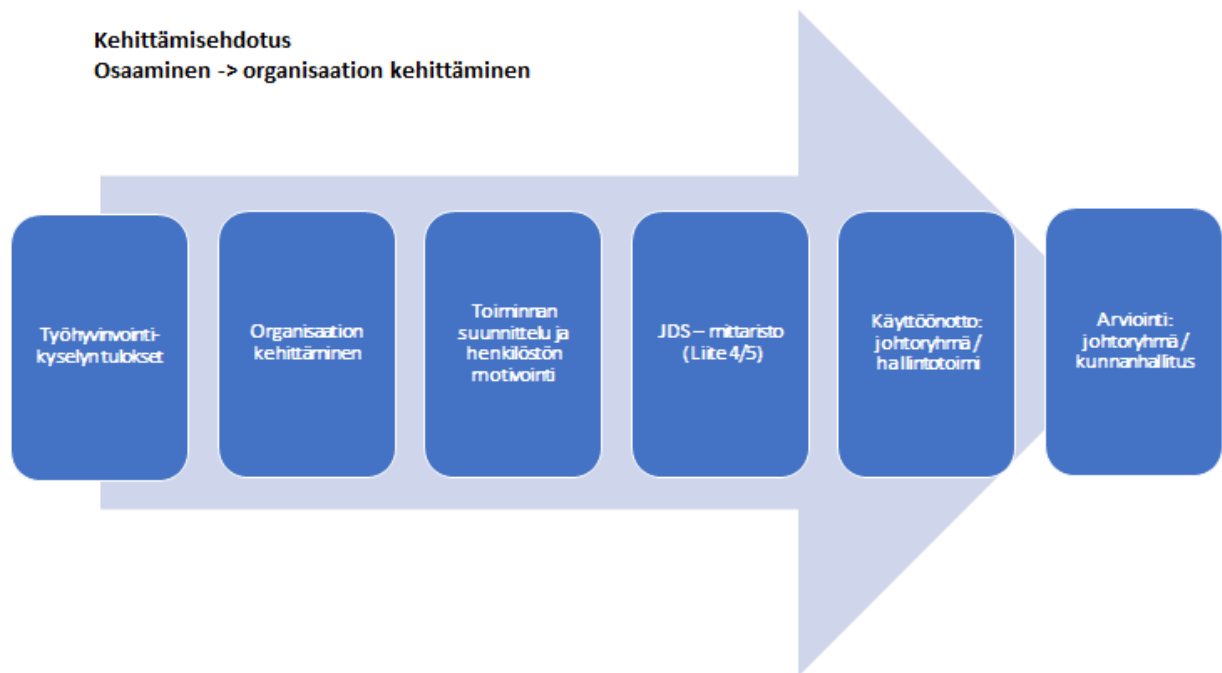 Kehittämisehdotus
Osaaminen -> organisaation kehittäminen
Työhyvinvointi-
kyselyn tulokset
Organisaation
kehittäminen
Toiminnan
suunnittelu ja
henkilöstön
motivointi
JDS – mittaristo
(Liite 4/5)
Käyttöönotto:
johtoryhmä /
hallintotoimi
Arviointi:
johtoryhmä /
kunnanhallitus